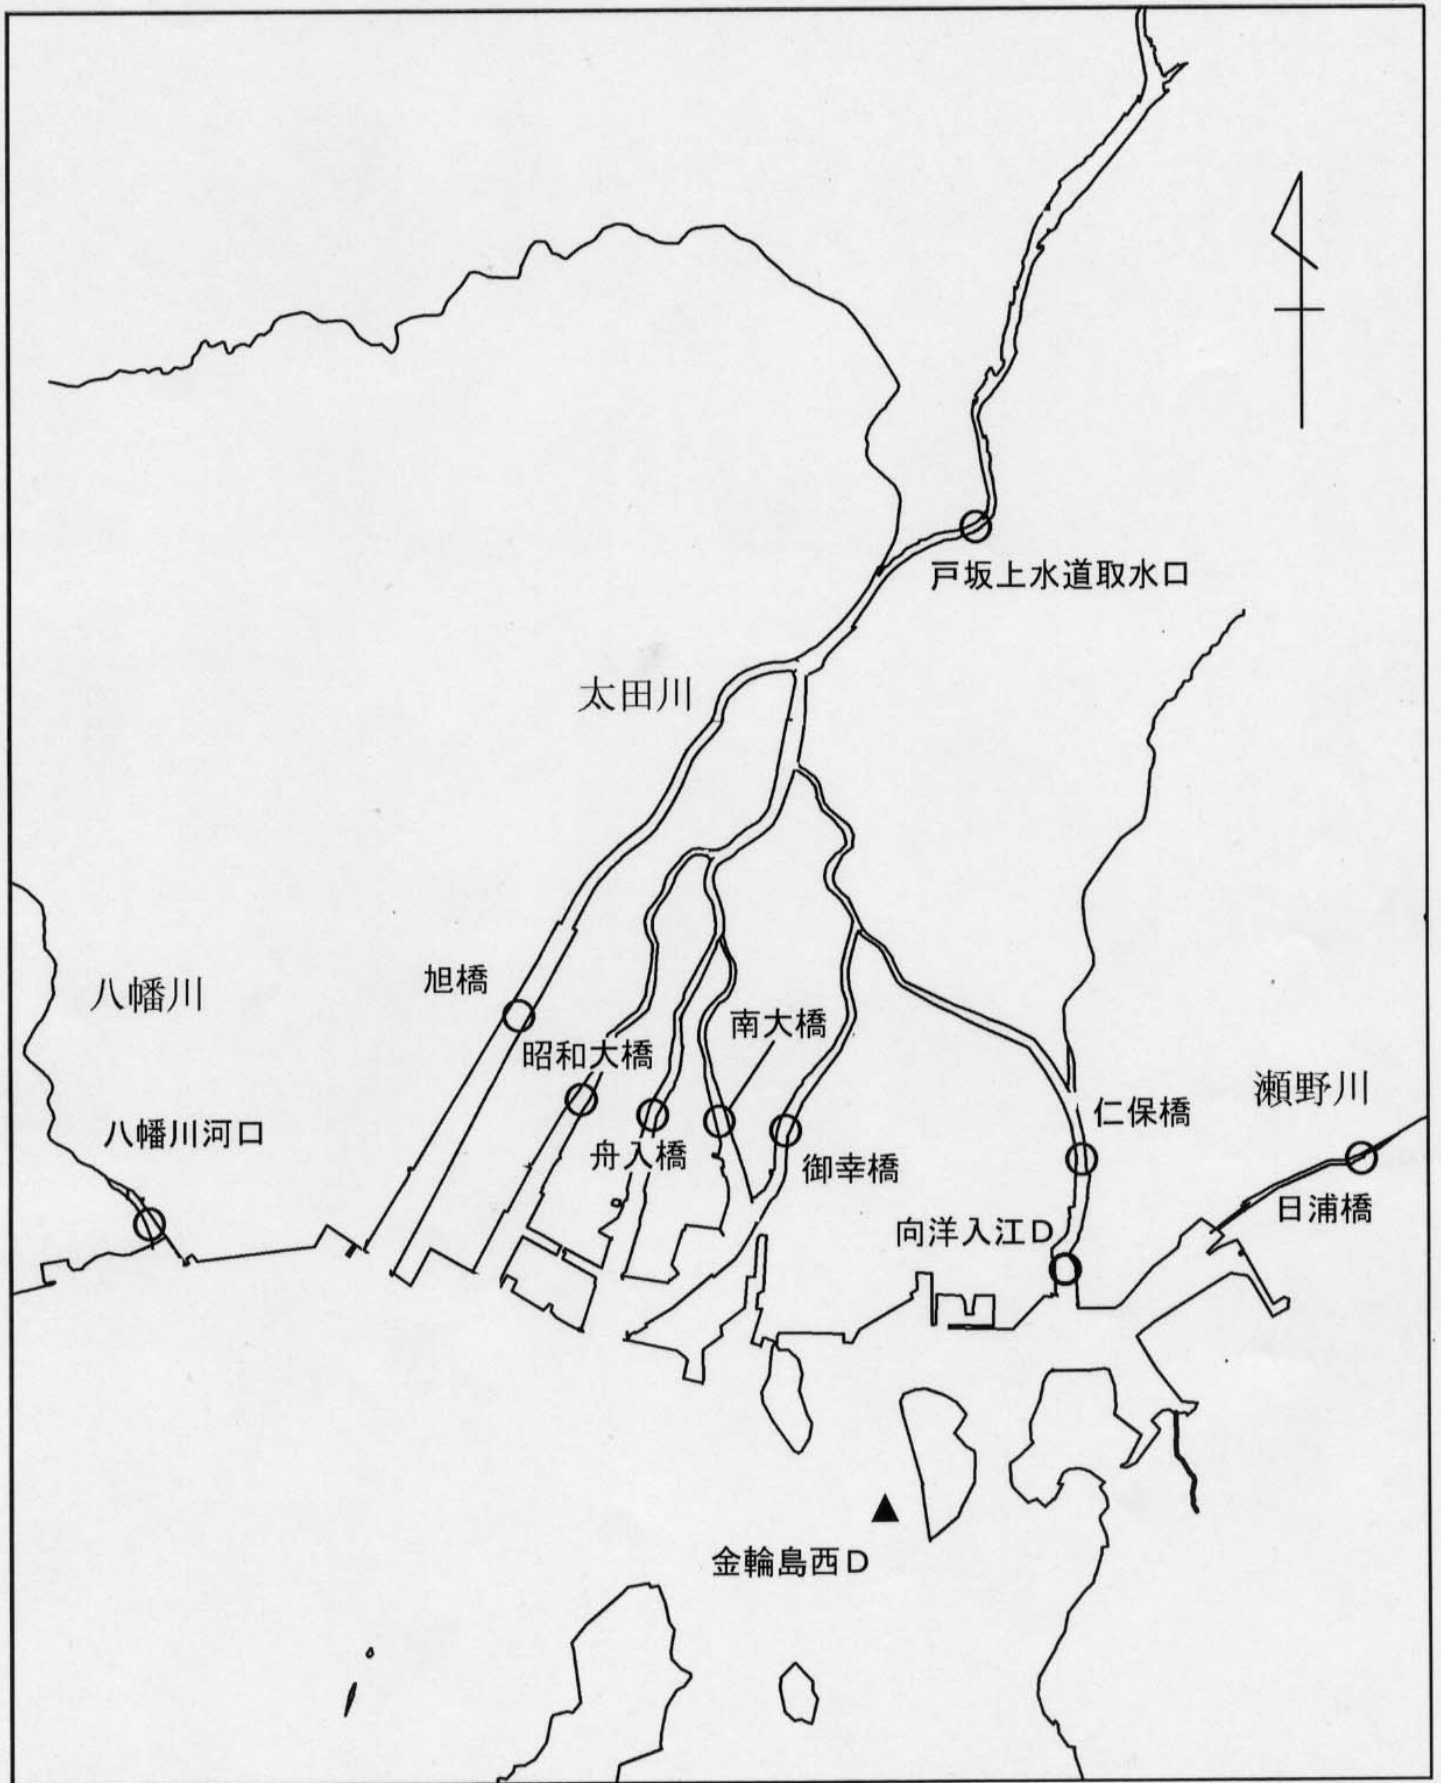 戸坂上水道取水口
太田川
旭橋
八幡川
南大橋
昭和大橋
瀬野川
仁保橋
八幡川河口
舟入橋
御幸橋
日浦橋
向洋入江D
金輪島西D